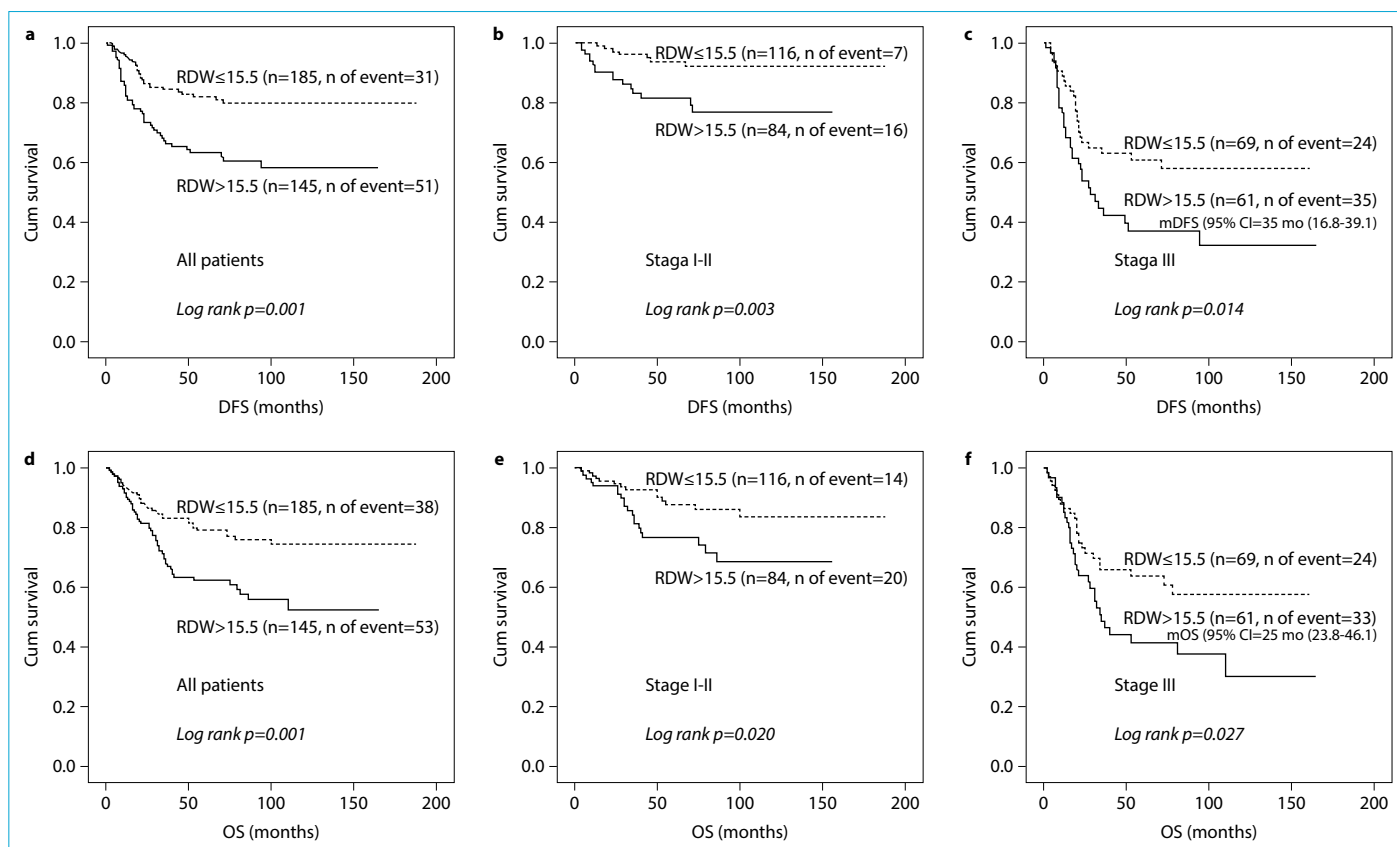 a
1.0
0.8
0.6
0.4
0.2
0.0
Cum survival
RDW≤15.5 (n=185, n of event=31)
RDW>15.5 (n=145, n of event=51)
All patients
Log rank p=0.001
0 50 100 150 200
DFS (months)
b
1.0
0.8
0.6
0.4
0.2
0.0
Cum survival
RDW≤15.5 (n=116, n of event=7)
RDW>15.5 (n=84, n of event=16)
Staga I-II
Log rank p=0.003
0 50 100 150 200
DFS (months)
c
1.0
0.8
0.6
0.4
0.2
0.0
Cum survival
RDW≤15.5 (n=69, n of event=24)
RDW>15.5 (n=61, n of event=35)
mDFS (95% CI=35 mo (16.8-39.1)
Staga III
Log rank p=0.014
0 50 100 150 200
DFS (months)
d
1.0
0.8
0.6
0.4
0.2
0.0
Cum survival
RDW≤15.5 (n=185, n of event=38)
RDW>15.5 (n=145, n of event=53)
All patients
Log rank p=0.001
0 50 100 150 200
OS (months)
e
1.0
0.8
0.6
0.4
0.2
0.0
Cum survival
RDW≤15.5 (n=116, n of event=14)
RDW>15.5 (n=84, n of event=20)
Stage I-II
Log rank p=0.020
0 50 100 150 200
OS (months)
f
1.0
0.8
0.6
0.4
0.2
0.0
Cum survival
RDW≤15.5 (n=69, n of event=24)
RDW>15.5 (n=61, n of event=33)
mOS (95% CI=25 mo (23.8-46.1)
Stage III
Log rank p=0.027
0 50 100 150 200
OS (months)